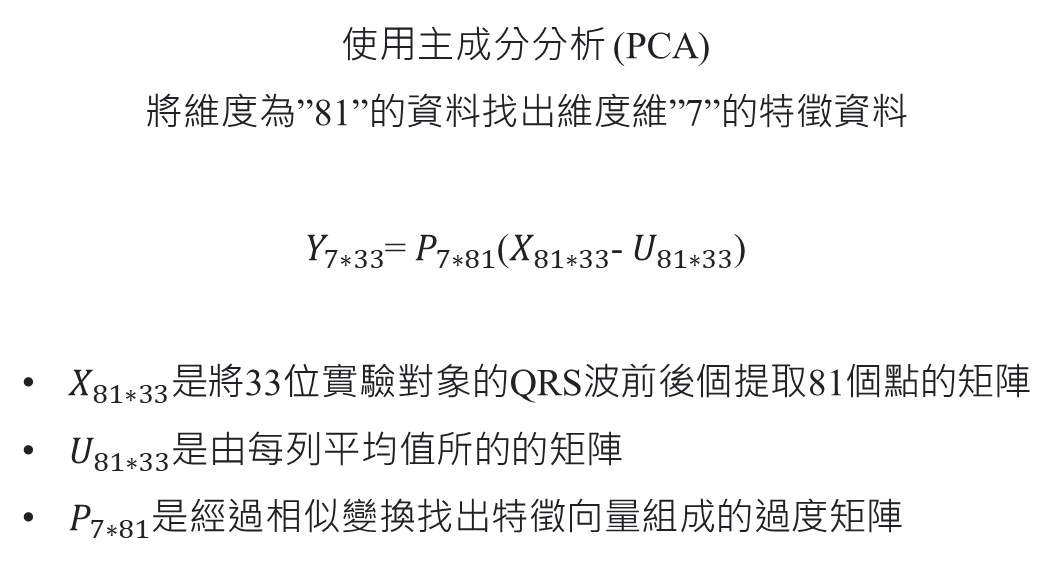 使用主成分分析 (PCA)
將維度為”81”的資料找出維度維”7”的特徵資料
Y7∗33= P7∗81(X81∗33- U81∗33)
• X81∗33是將33位實驗對象的QRS波前後個提取81個點的矩陣
• U81∗33是由每列平均值所的的矩陣
• P7∗81是經過相似變換找出特徵向量組成的過度矩陣